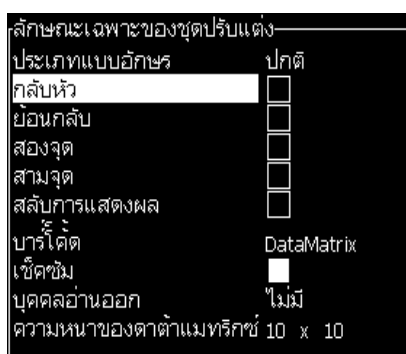 ลักษณะเฉพาะของชุดปรับแต่ง
ประเภทแบบอักษร ปกติ
กลับหัว
ย้อนกลับ
สองจุด
สามจุด
สลับการแสดงผล
บาร์โค้ด DataMatrix
เช็คซัม
บุคคลอ่านออก ไม่มี
ความหนาของดาต้าแมทริกซ์ 10 x 10